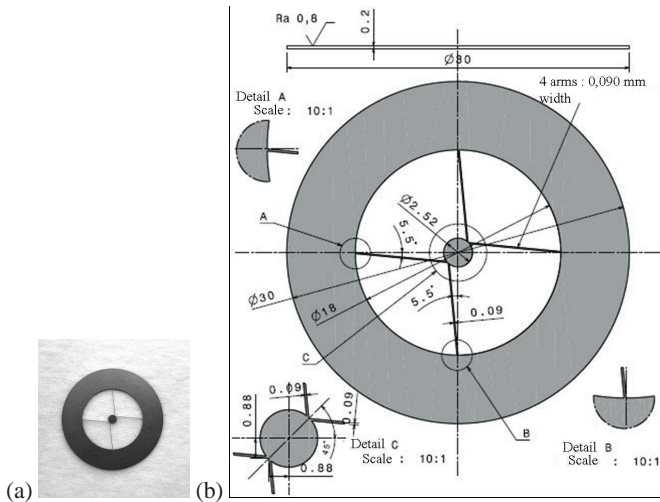 Ra 0,8
0.2
Ø30
4 arms : 0,090 mm
width
Detail A
Scale : 10:1
Ø2.52
A
5.5°
Ø30
Ø18
5.5°
0.09
C
B
0.09
0.09
0.88
45°
0.88
Detail C
Scale : 10:1
Detail B
Scale : 10:1
(a)
(b)